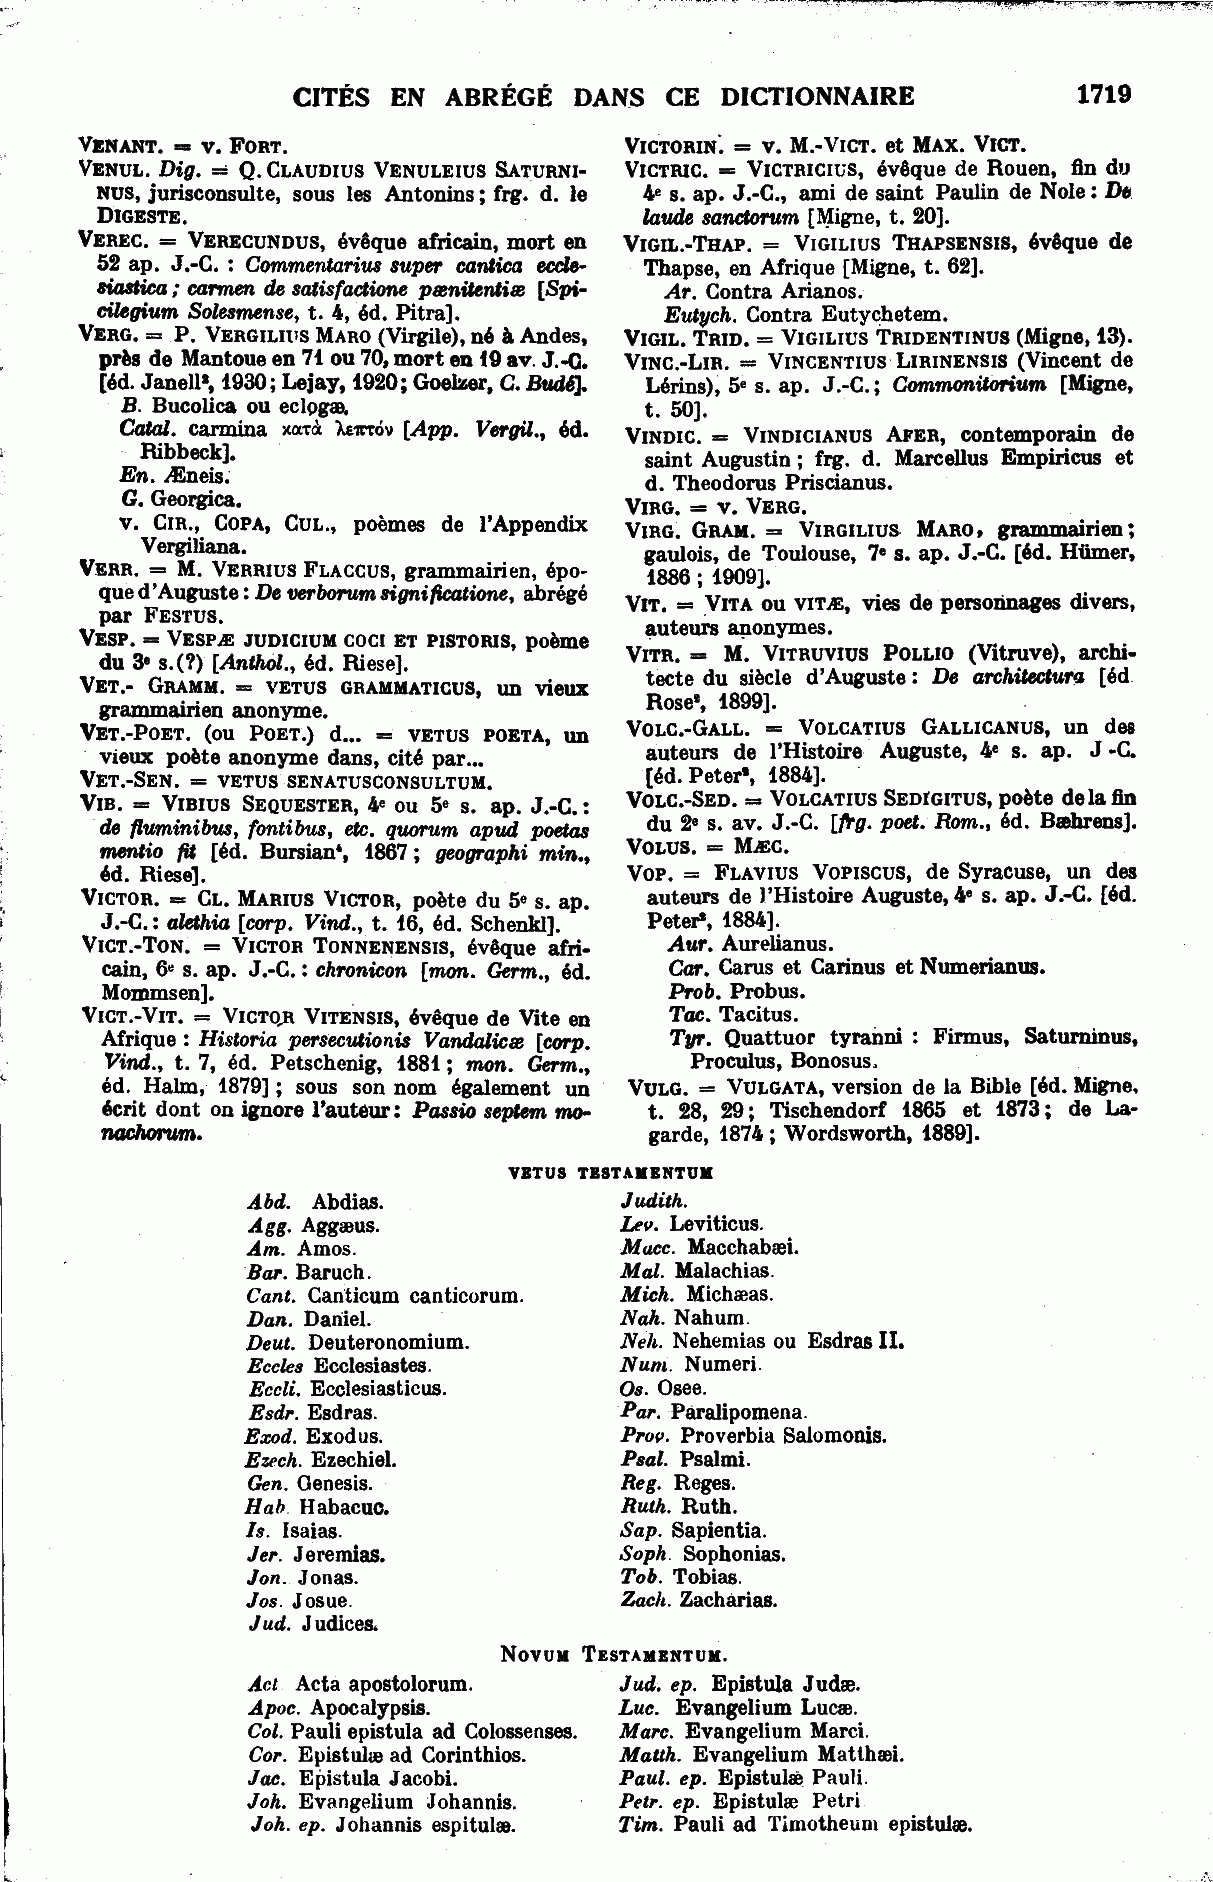 CITÉS EN ABRÉGÉ DANS CE DICTIONNAIRE 1719
VENANT. = v. FORT.
VENUL. Dig. = Q. CLAUDIUS VENULEIUS SATURNI-
NUS, jurisconsulte, sous les Antonins; frg. d. le
DIGESTE.
VEREC. = VERECUNDUS, évêque africain, mort en
52 ap. J.-C. : Commentarius super cantica eccle-
siastica; carmen de satisfactione pænitentiæ [Spi-
cilegium Solesmense, t. 4, éd. Pitra].
VERG. = P. VERGILIUS MARO (Virgile), né à Andes,
près de Mantoue en 71 ou 70, mort en 19 av. J.-C.
[éd. Janell², 1930; Lejay, 1920; Goelzer, C. Budé].
B. Bucolica ou eclogæ.
Catal. carmina κατὰ λεπτόν [App. Vergil., éd.
Ribbeck].
En. Æneis.
G. Georgica.
v. CIR., COPA, CUL., poèmes de l'Appendix
Vergiliana.
VERR. = M. VERRIUS FLACCUS, grammairien, épo-
que d'Auguste : De verborum significatione, abrégé
par FESTUS.
VESP. = VESPÆ JUDICIUM COCI ET PISTORIS, poème
du 3e s.(?) [Anthol., éd. Riese].
VET.- GRAMM. = VETUS GRAMMATICUS, un vieux
grammairien anonyme.
VET.-POET. (ou POET.) d... = VETUS POETA, un
vieux poète anonyme dans, cité par...
VET.-SEN. = VETUS SENATUSCONSULTUM.
VIB. = VIBIUS SEQUESTER, 4e ou 5e s. ap. J.-C. :
de fluminibus, fontibus, etc. quorum apud poetas
mentio fit [éd. Bursian⁴, 1867; geographi min.,
éd. Riese].
VICTOR. = CL. MARIUS VICTOR, poète du 5e s. ap.
J.-C. : alethia [corp. Vind., t. 16, éd. Schenkl].
VICT.-TON. = VICTOR TONNENENSIS, évêque afri-
cain, 6e s. ap. J.-C. : chronicon [mon. Germ., éd.
Mommsen].
VICT.-VIT. = VICTOR VITENSIS, évêque de Vite en
Afrique : Historia persecutionis Vandalicæ [corp.
Vind., t. 7, éd. Petschenig, 1881; mon. Germ.,
éd. Halm, 1879]; sous son nom également un
écrit dont on ignore l'auteur : Passio septem mo-
nachorum.
VICTORIN. = v. M.-VICT. et MAX. VICT.
VICTRIC. = VICTRICIUS, évêque de Rouen, fin du
4e s. ap. J.-C., ami de saint Paulin de Nole : De
laude sanctorum [Migne, t. 20].
VIGIL.-THAP. = VIGILIUS THAPSENSIS, évêque de
Thapse, en Afrique [Migne, t. 62].
Ar. Contra Arianos.
Eutych. Contra Eutychetem.
VIGIL. TRID. = VIGILIUS TRIDENTINUS (Migne, 13).
VINC.-LIR. = VINCENTIUS LIRINENSIS (Vincent de
Lérins), 5e s. ap. J.-C.; Commonitorium [Migne,
t. 50].
VINDIC. = VINDICIANUS AFER, contemporain de
saint Augustin; frg. d. Marcellus Empiricus et
d. Theodorus Priscianus.
VIRG. = v. VERG.
VIRG. GRAM. = VIRGILIUS MARO, grammairien;
gaulois, de Toulouse, 7e s. ap. J.-C. [éd. Hümer,
1886; 1909].
VIT. = VITA ou VITÆ, vies de personnages divers,
auteurs anonymes.
VITR. = M. VITRUVIUS POLLIO (Vitruve), archi-
tecte du siècle d'Auguste : De architectura [éd
Rose², 1899].
VOLC.-GALL. = VOLCATIUS GALLICANUS, un des
auteurs de l'Histoire Auguste, 4e s. ap. J -C.
[éd. Peter², 1884].
VOLC.-SED. = VOLCATIUS SEDIGITUS, poète de la fin
du 2e s. av. J.-C. [frg. poet. Rom., éd. Bæhrens].
VOLUS. = MÆC.
VOP. = FLAVIUS VOPISCUS, de Syracuse, un des
auteurs de l'Histoire Auguste, 4e s. ap. J.-C. [éd.
Peter², 1884].
Aur. Aurelianus.
Car. Carus et Carinus et Numerianus.
Prob. Probus.
Tac. Tacitus.
Tyr. Quattuor tyranni : Firmus, Saturninus,
Proculus, Bonosus.
VULG. = VULGATA, version de la Bible [éd. Migne,
t. 28, 29; Tischendorf 1865 et 1873; de La-
garde, 1874; Wordsworth, 1889].
VETUS TESTAMENTUM
Abd. Abdias.
Agg. Aggæus.
Am. Amos.
Bar. Baruch.
Cant. Canticum canticorum.
Dan. Daniel.
Deut. Deuteronomium.
Eccles Ecclesiastes.
Eccli. Ecclesiasticus.
Esdr. Esdras.
Exod. Exodus.
Ezech. Ezechiel.
Gen. Genesis.
Hab. Habacuc.
Is. Isaias.
Jer. Jeremias.
Jon. Jonas.
Jos. Josue.
Jud. Judices.
Judith.
Lev. Leviticus.
Macc. Macchabæi.
Mal. Malachias.
Mich. Michæas.
Nah. Nahum.
Neh. Nehemias ou Esdras II.
Num. Numeri.
Os. Osee.
Par. Paralipomena.
Prov. Proverbia Salomonis.
Psal. Psalmi.
Reg. Reges.
Ruth. Ruth.
Sap. Sapientia.
Soph. Sophonias.
Tob. Tobias.
Zach. Zacharias.
NOVUM TESTAMENTUM.
Act Acta apostolorum.
Apoc. Apocalypsis.
Col. Pauli epistula ad Colossenses.
Cor. Epistulæ ad Corinthios.
Jac. Epistula Jacobi.
Joh. Evangelium Johannis.
Joh. ep. Johannis espitulæ.
Jud. ep. Epistula Judæ.
Luc. Evangelium Lucæ.
Marc. Evangelium Marci.
Matth. Evangelium Matthæi.
Paul. ep. Epistulæ Pauli.
Petr. ep. Epistulæ Petri
Tim. Pauli ad Timotheum epistulæ.